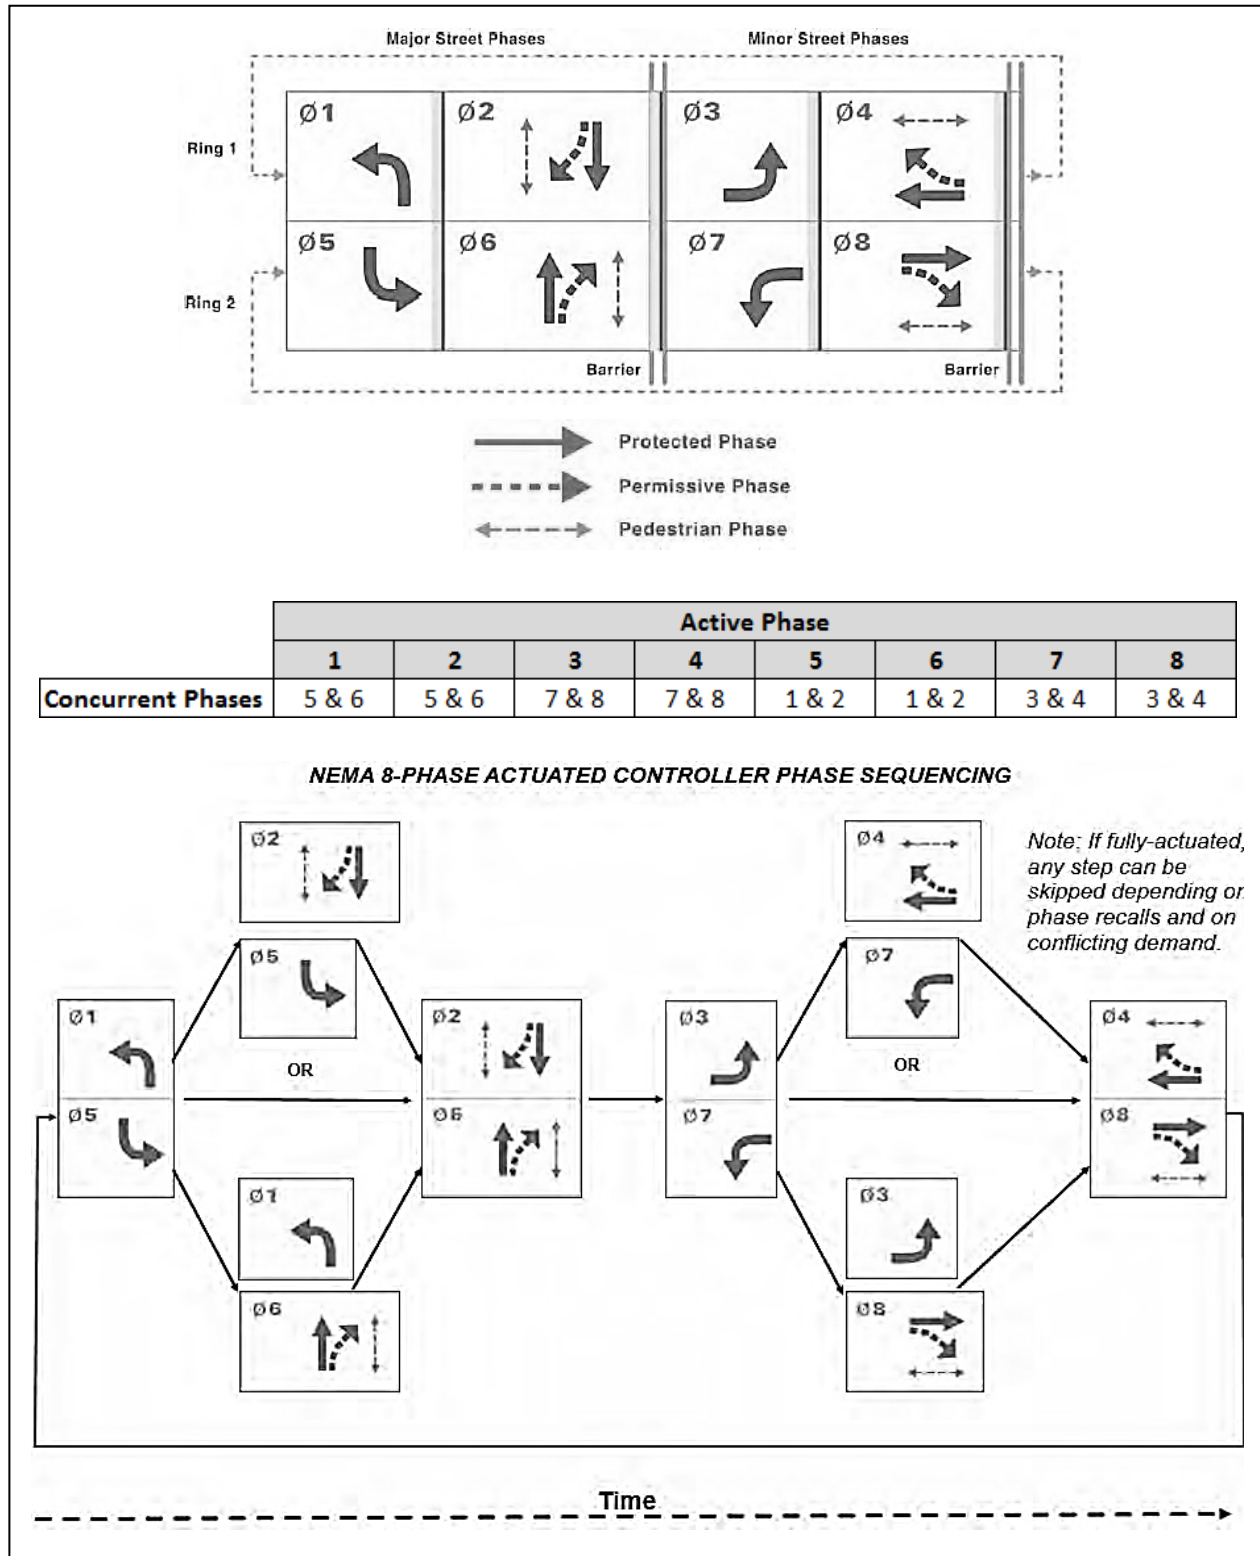 Major Street Phases Minor Street Phases
Ø1 Ø2 Ø3 Ø4
Ring 1
Ø5 Ø6 Ø7 Ø8
Ring 2
Barrier Barrier
Protected Phase
Permissive Phase
Pedestrian Phase
Active Phase
1 2 3 4 5 6 7 8
Concurrent Phases 5 & 6 5 & 6 7 & 8 7 & 8 1 & 2 1 & 2 3 & 4 3 & 4
NEMA 8-PHASE ACTUATED CONTROLLER PHASE SEQUENCING
Ø2 Ø4
Note; If fully-actuated,
any step can be
skipped depending on
phase recalls and on
conflicting demand.
Ø5 Ø7
Ø1 Ø2 Ø3 Ø4
OR OR
Ø5 Ø6 Ø7 Ø8
Ø1 Ø3
Ø6 Ø8
Time